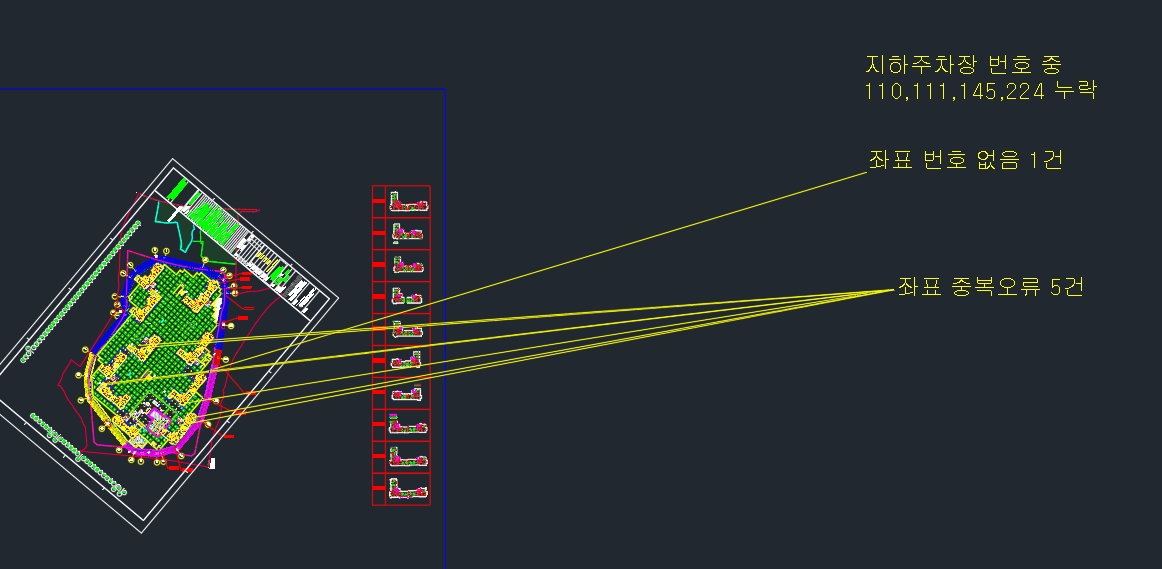 지하주차장 번호 중
110,111,145,224 누락
좌표 번호 없음 1건
좌표 중복오류 5건